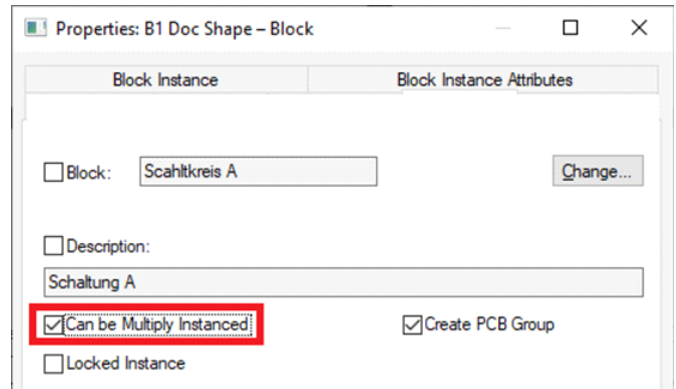 Properties: B1 Doc Shape – Block
Block Instance
Block Instance Attributes
Block:
Scahltkreis A
Change...
Description:
Schaltung A
Can be Multiply Instanced
Create PCB Group
Locked Instance